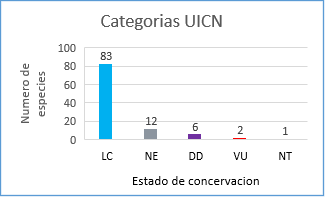 Categorias UICN
Numero de
especies
100
80
60
40
20
0
83
12
6
2
1
LC
NE
DD
VU
NT
Estado de concervacion